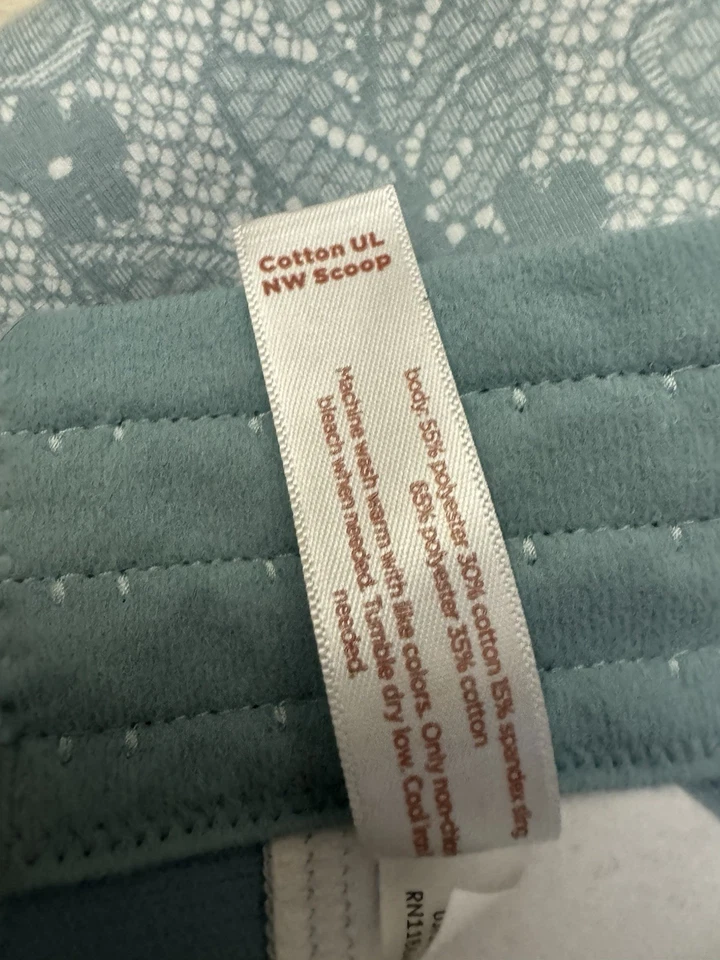 Cotton UL
NW Scoop
body: 55% polyester 30% cotton 15% spandex
65% polyester 35% cotton
Machine wash warm with like colors. Only
bleach when needed. Tumble dry low. Cool
needed.